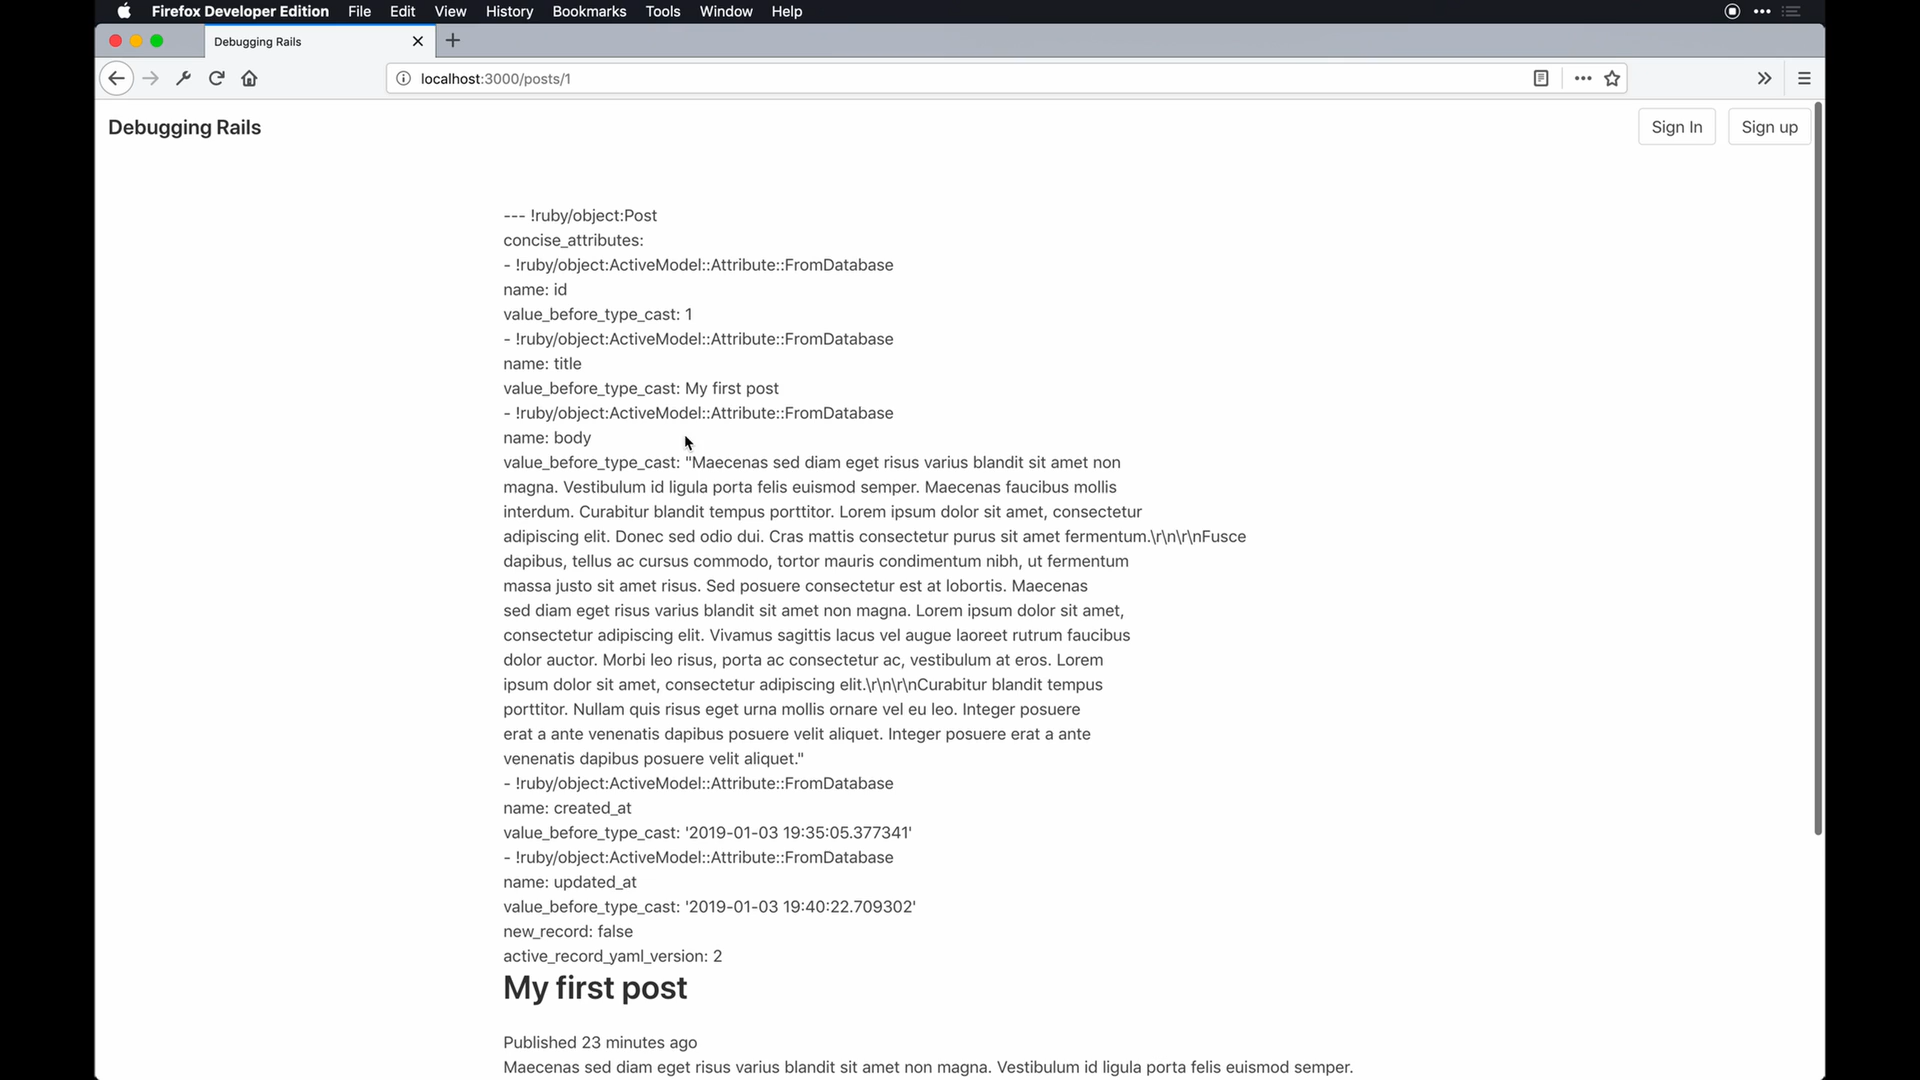 Firefox Developer Edition File Edit View History Bookmarks Tools Window Help
Debugging Rails
localhost:3000/posts/1
Debugging Rails Sign In Sign up
--- !ruby/object:Post
concise_attributes:
- !ruby/object:ActiveModel::Attribute::FromDatabase
name: id
value_before_type_cast: 1
- !ruby/object:ActiveModel::Attribute::FromDatabase
name: title
value_before_type_cast: My first post
- !ruby/object:ActiveModel::Attribute::FromDatabase
name: body
value_before_type_cast: "Maecenas sed diam eget risus varius blandit sit amet non
magna. Vestibulum id ligula porta felis euismod semper. Maecenas faucibus mollis
interdum. Curabitur blandit tempus porttitor. Lorem ipsum dolor sit amet, consectetur
adipiscing elit. Donec sed odio dui. Cras mattis consectetur purus sit amet fermentum.\r\n\r\nFusce
dapibus, tellus ac cursus commodo, tortor mauris condimentum nibh, ut fermentum
massa justo sit amet risus. Sed posuere consectetur est at lobortis. Maecenas
sed diam eget risus varius blandit sit amet non magna. Lorem ipsum dolor sit amet,
consectetur adipiscing elit. Vivamus sagittis lacus vel augue laoreet rutrum faucibus
dolor auctor. Morbi leo risus, porta ac consectetur ac, vestibulum at eros. Lorem
ipsum dolor sit amet, consectetur adipiscing elit.\r\n\r\nCurabitur blandit tempus
porttitor. Nullam quis risus eget urna mollis ornare vel eu leo. Integer posuere
erat a ante venenatis dapibus posuere velit aliquet. Integer posuere erat a ante
venenatis dapibus posuere velit aliquet."
- !ruby/object:ActiveModel::Attribute::FromDatabase
name: created_at
value_before_type_cast: '2019-01-03 19:35:05.377341'
- !ruby/object:ActiveModel::Attribute::FromDatabase
name: updated_at
value_before_type_cast: '2019-01-03 19:40:22.709302'
new_record: false
active_record_yaml_version: 2
My first post
Published 23 minutes ago
Maecenas sed diam eget risus varius blandit sit amet non magna. Vestibulum id ligula porta felis euismod semper.